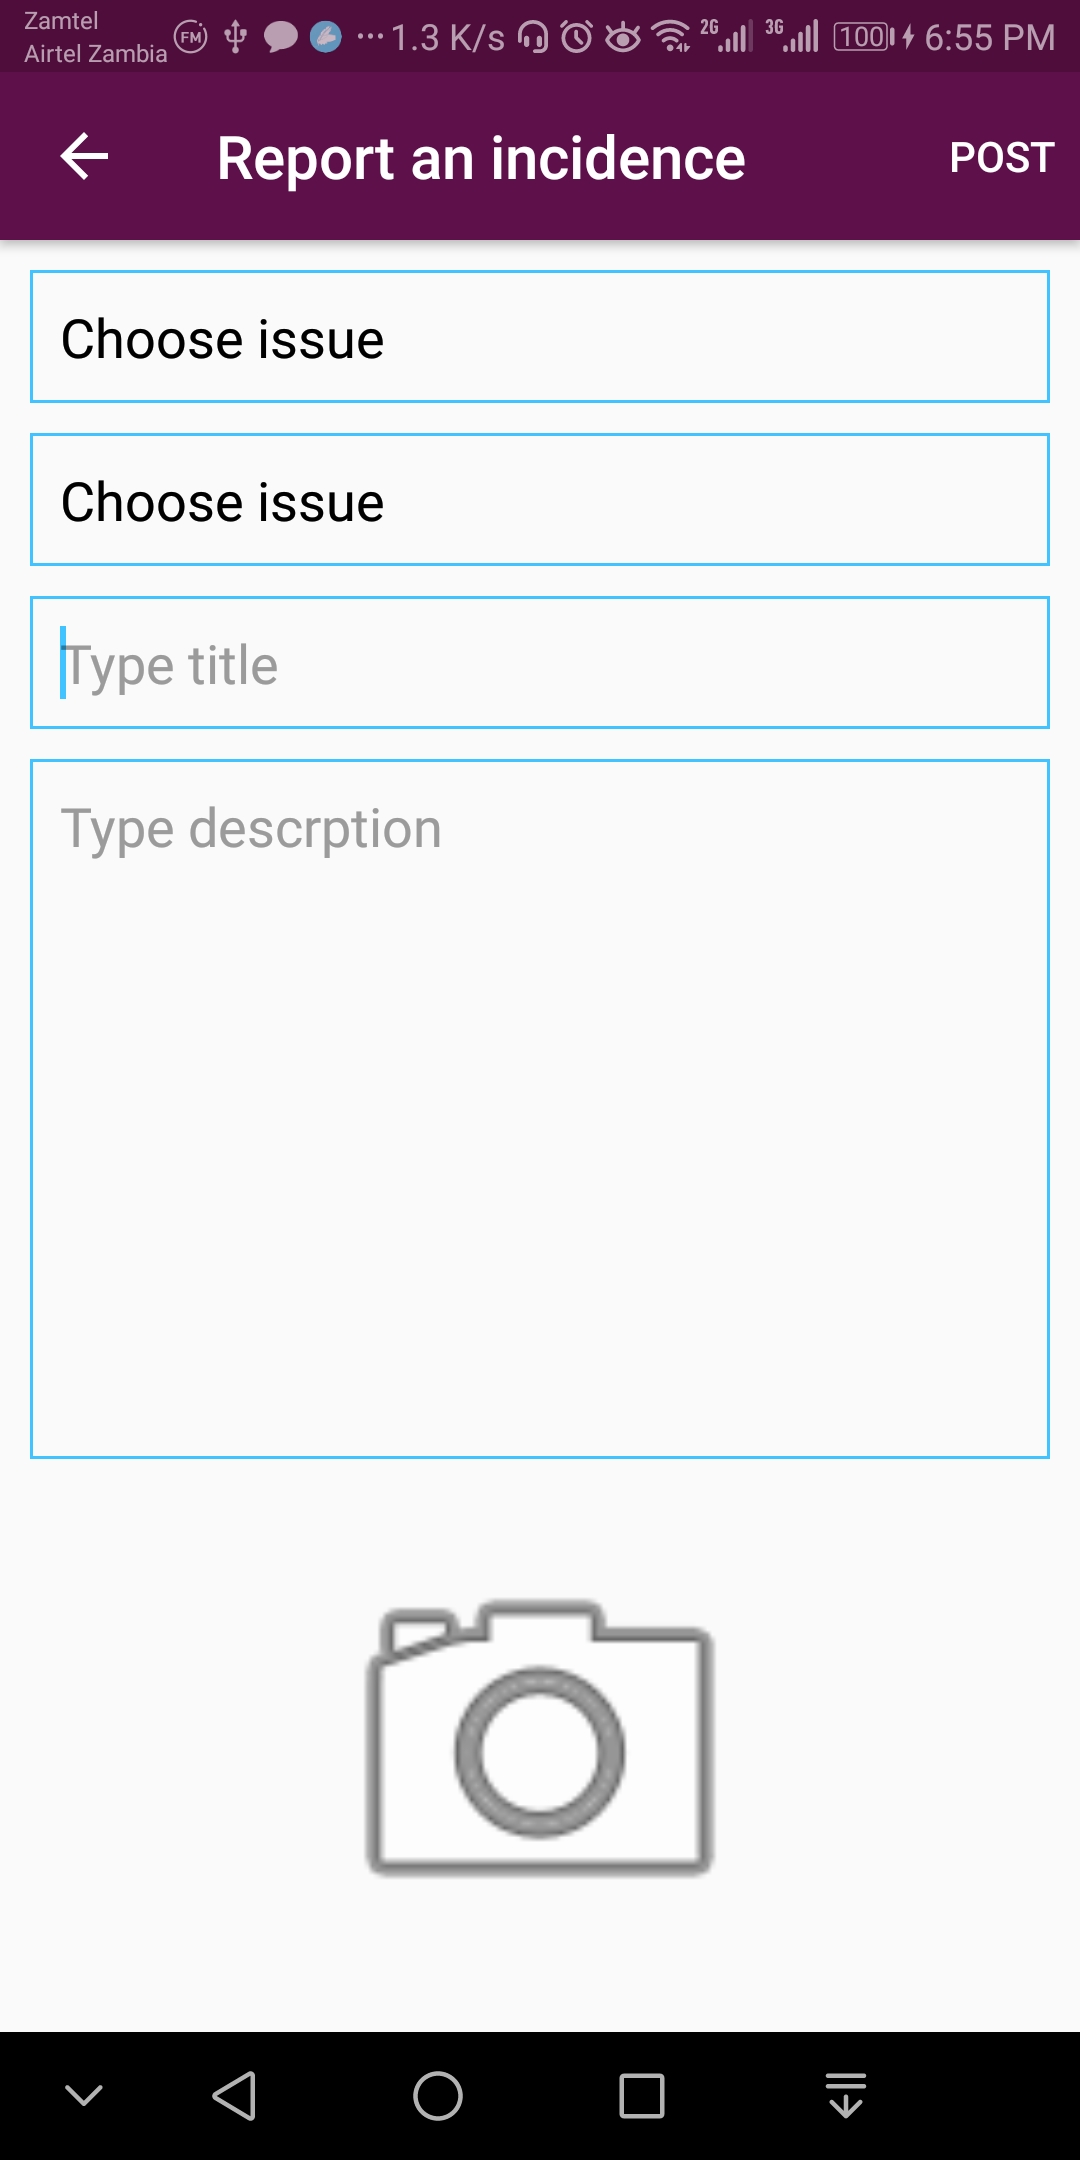 Zamtel
Airtel Zambia FM ... 1.3 K/s 2G 3G 100 6:55 PM
Report an incidence POST
Choose issue
Choose issue
Type title
Type descrption